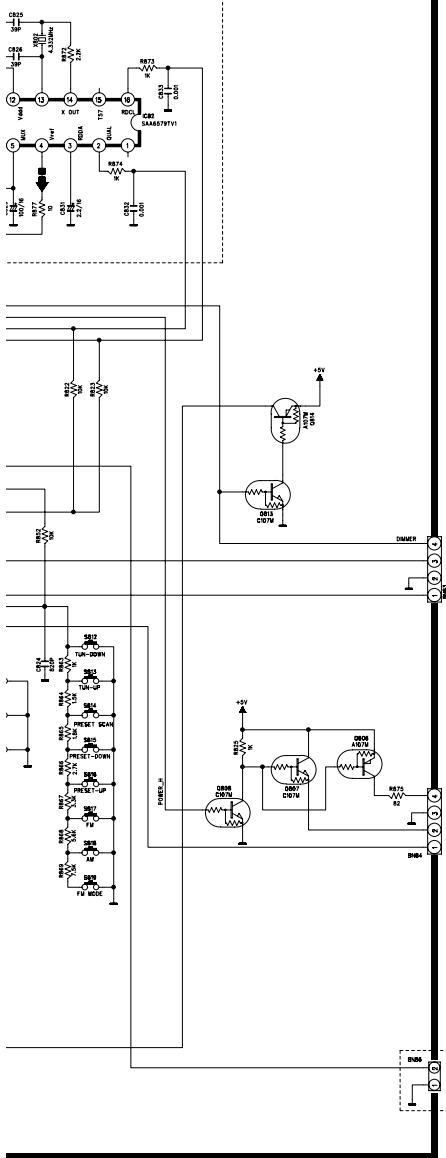 C825
39P
X802
4.332MHz
R872
2.2K
C826
39P
R873
1K
C833
0.001
12
13
14
15
16
Vddd
X OUT
T57
RDCL
IC82
SAA6579TV1
MUX
Vref
RDDA
QUAL
5
4
3
2
1
R874
1K
100/16
R877
10
C831
2.2/16
C832
0.001
R822
10K
R823
10K
+5V
A107M
Q814
Q813
C107M
R852
10K
DIMMER
4
3
2
1
C824
820P
S812
TUN-DOWN
R863
1K
S813
TUN-UP
R864
1.5K
S814
PRESET SCAN
R865
1.8K
S815
PRESET-DOWN
R866
2.7K
S816
PRESET-UP
R867
3.3K
S817
FM
R868
5.6K
S818
AM
R869
7.5K
S819
FM MODE
POWER_H
+5V
R825
1K
Q806
A107M
Q807
C107M
Q808
C107M
R875
82
4
3
2
1
BN84
BN86
2
1